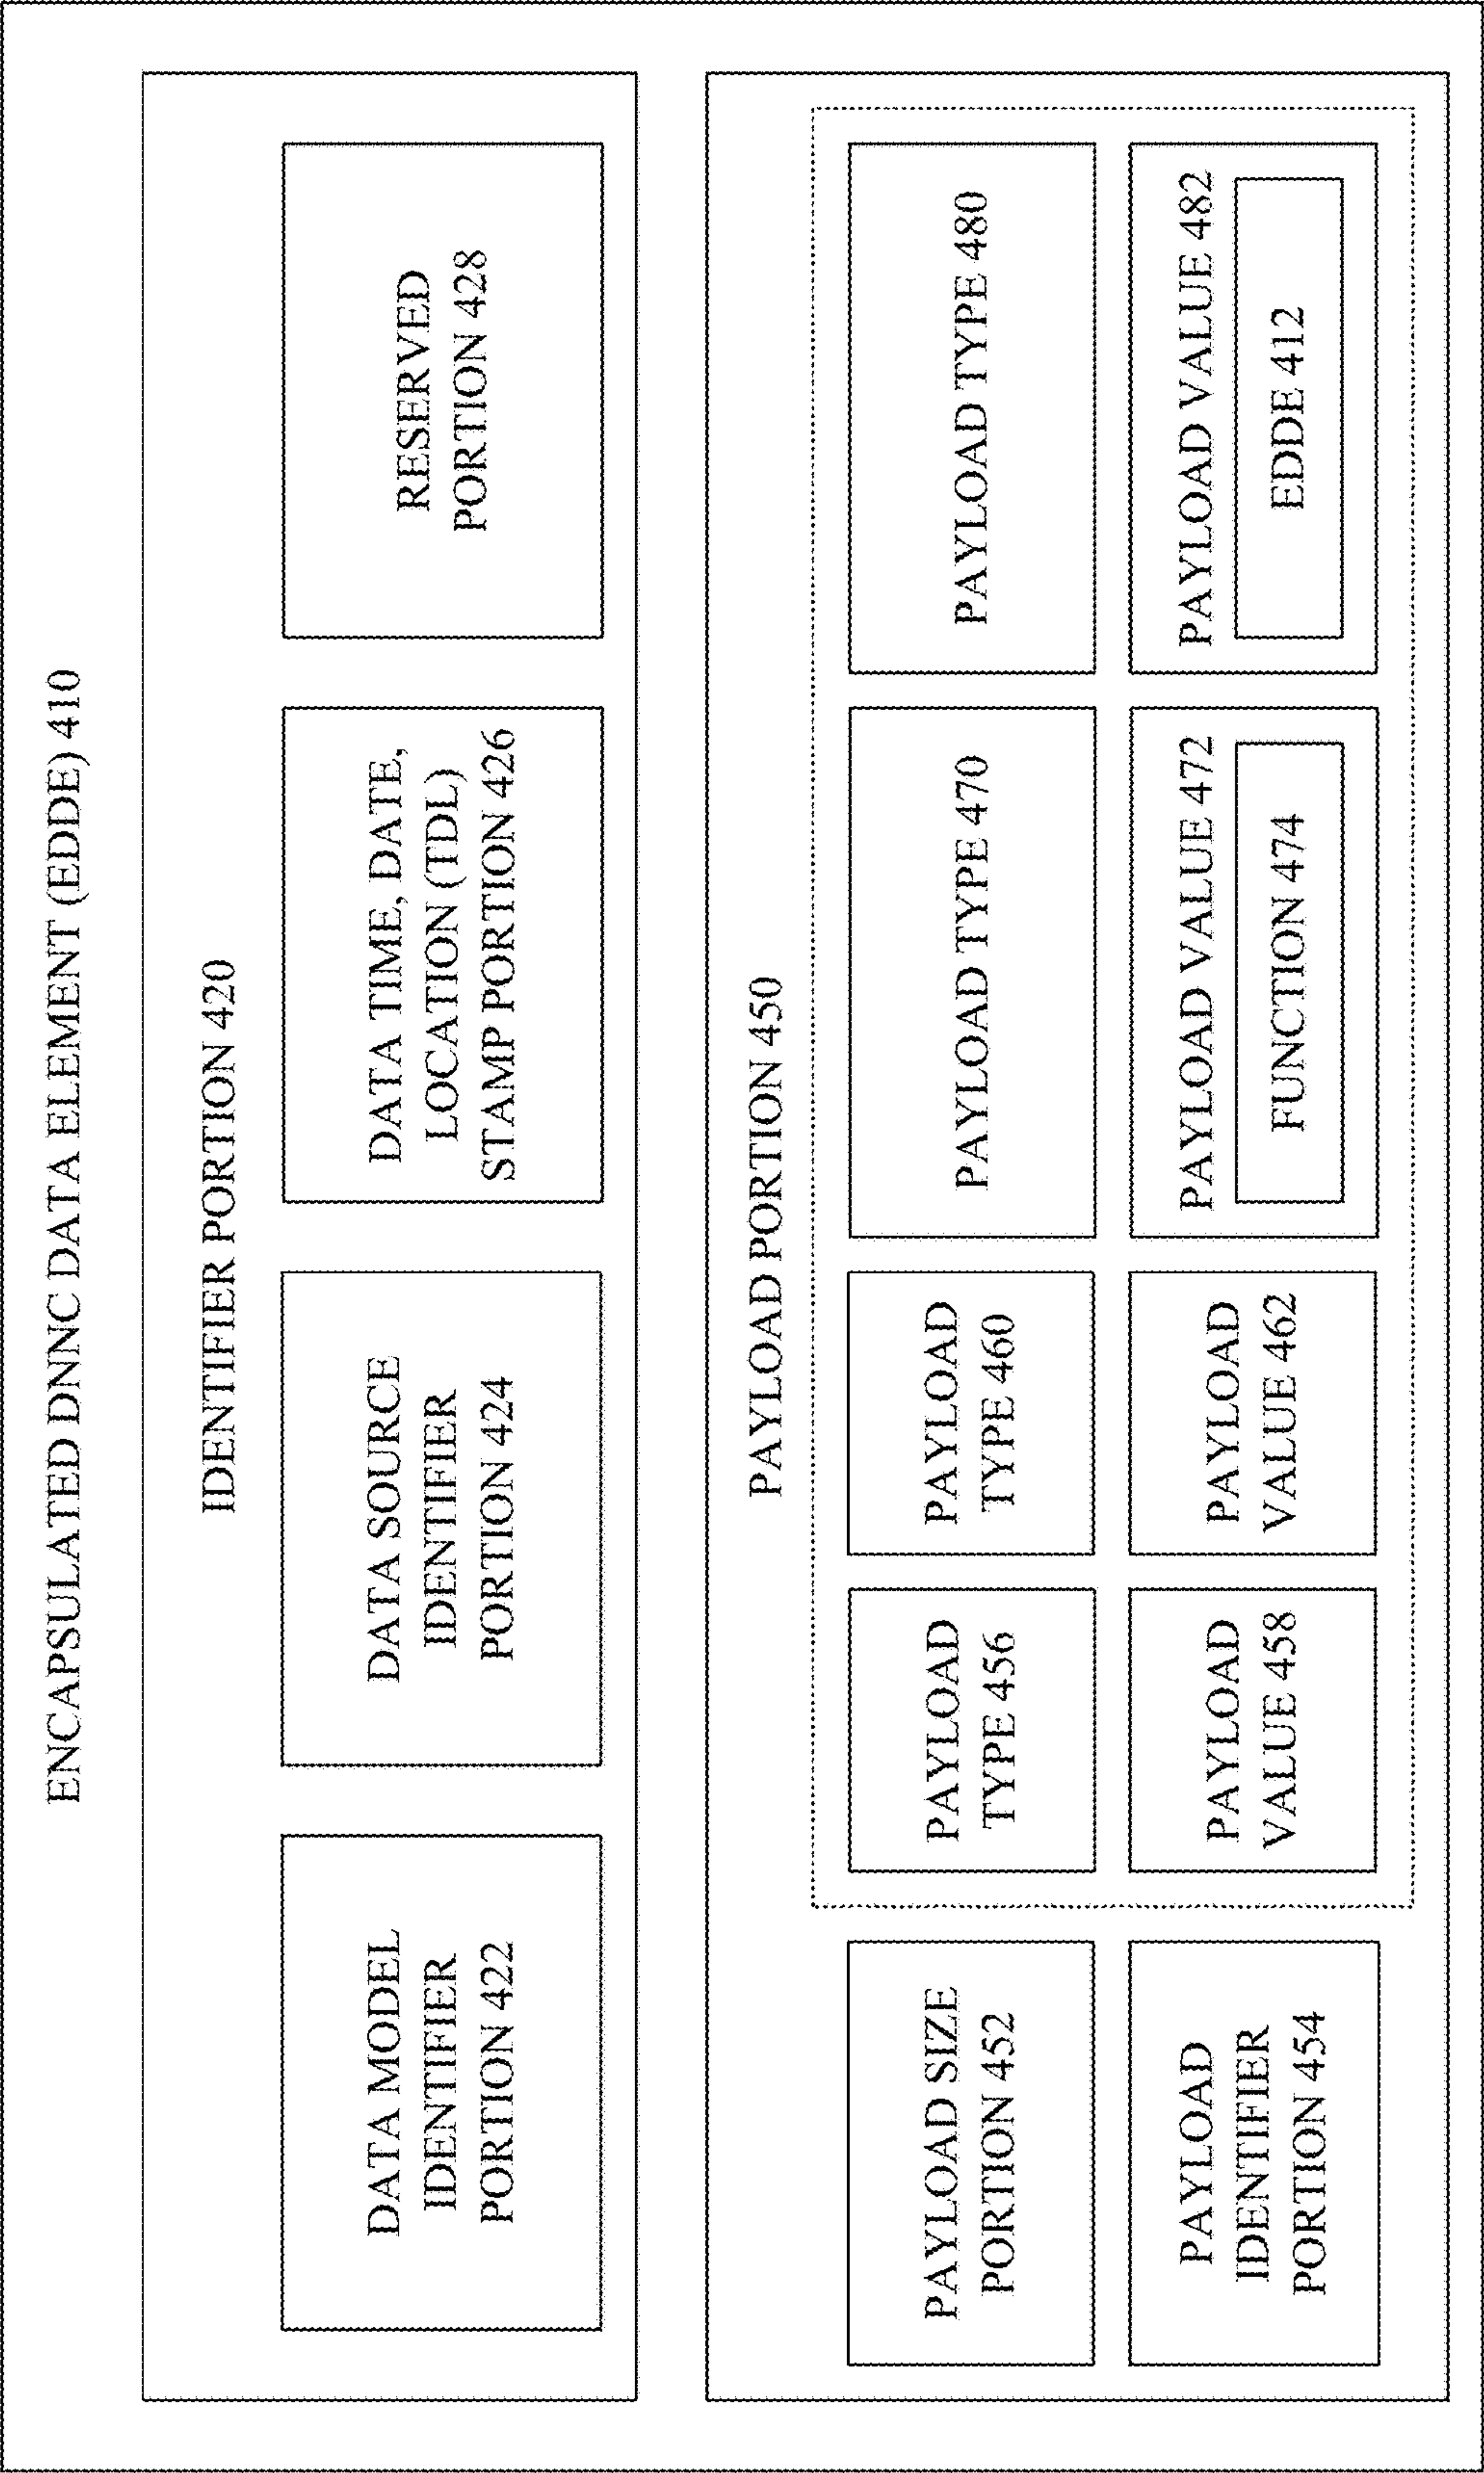 ENCAPSULATED DNNC DATA ELEMENT (EDDE) 410
IDENTIFIER PORTION 420
DATA MODEL
IDENTIFIER
PORTION 422
DATA SOURCE
IDENTIFIER
PORTION 424
DATA TIME, DATE,
LOCATION (TDL)
STAMP PORTION 426
RESERVED
PORTION 428
PAYLOAD PORTION 450
PAYLOAD SIZE
PORTION 452
PAYLOAD
IDENTIFIER
PORTION 454
PAYLOAD
TYPE 456
PAYLOAD
VALUE 458
PAYLOAD
TYPE 460
PAYLOAD
VALUE 462
PAYLOAD TYPE 470
PAYLOAD VALUE 472
FUNCTION 474
PAYLOAD TYPE 480
PAYLOAD VALUE 482
EDDE 412